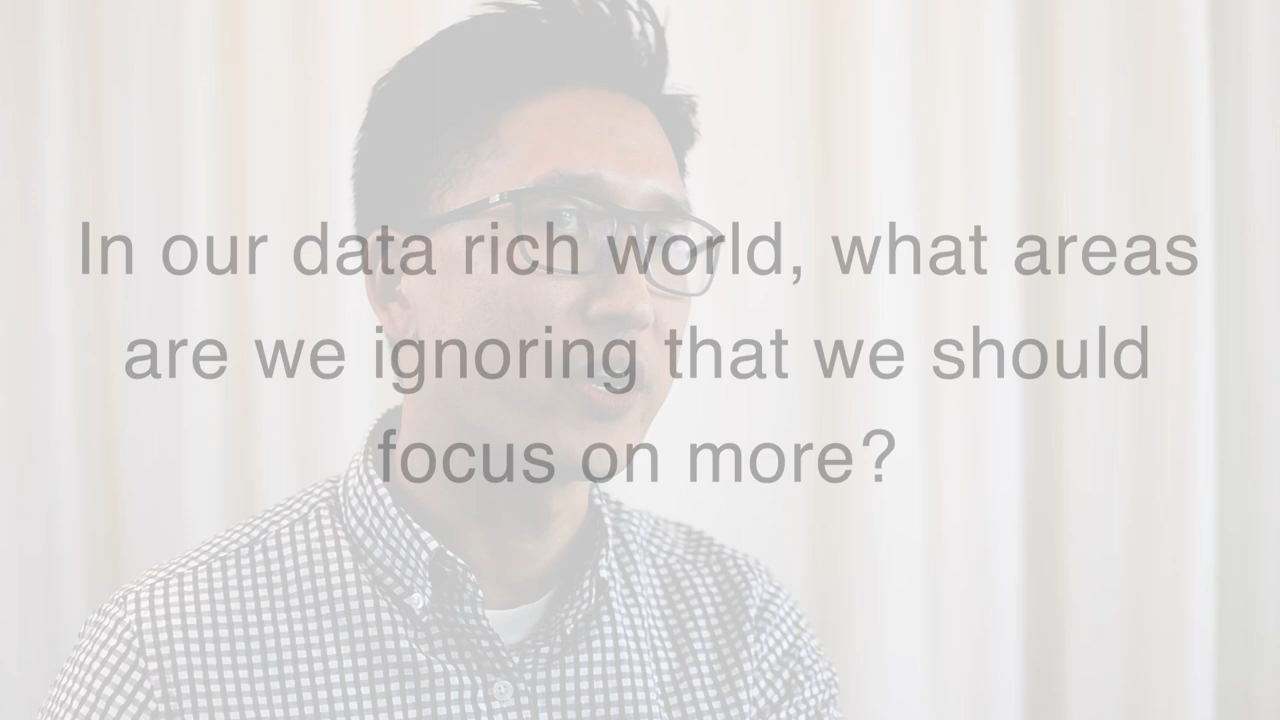 In our data rich world, what areas
are we ignoring that we should
focus on more?